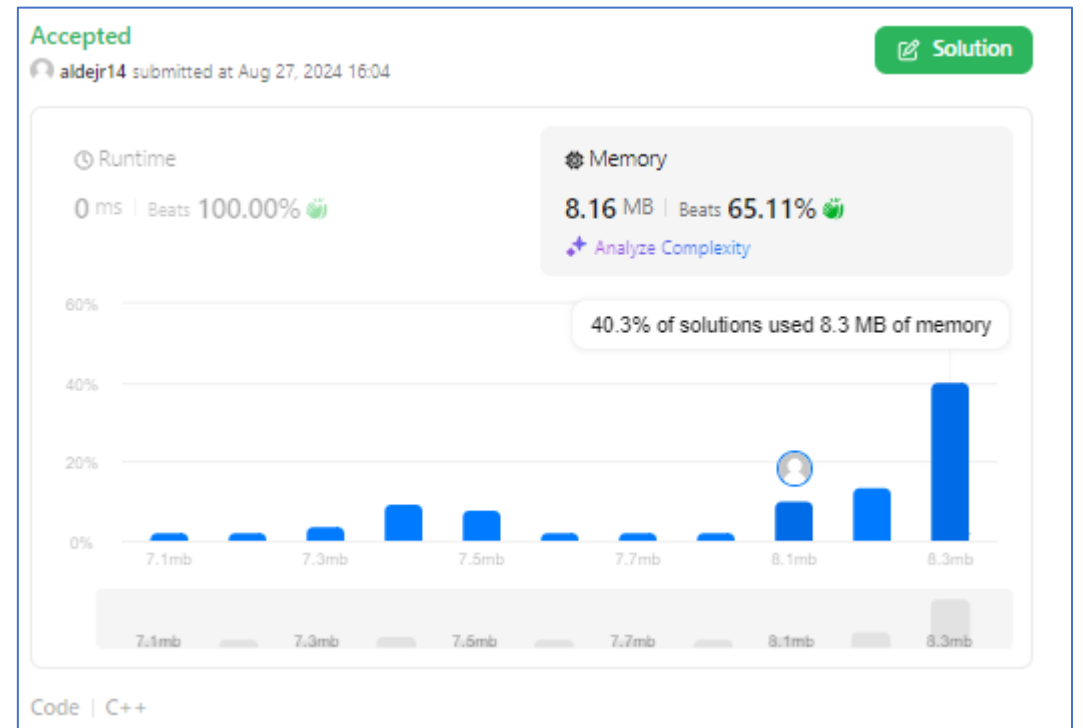 Accepted
Solution
aldejr14 submitted at Aug 27, 2024 16:04
Runtime
Memory
0 ms | Beats 100.00%
8.16 MB | Beats 65.11%
Analyze Complexity
60%
40.3% of solutions used 8.3 MB of memory
40%
20%
0%
7.1mb 7.3mb 7.5mb 7.7mb 8.1mb 8.3mb
7.1mb 7.3mb 7.5mb 7.7mb 8.1mb 8.3mb
Code | C++